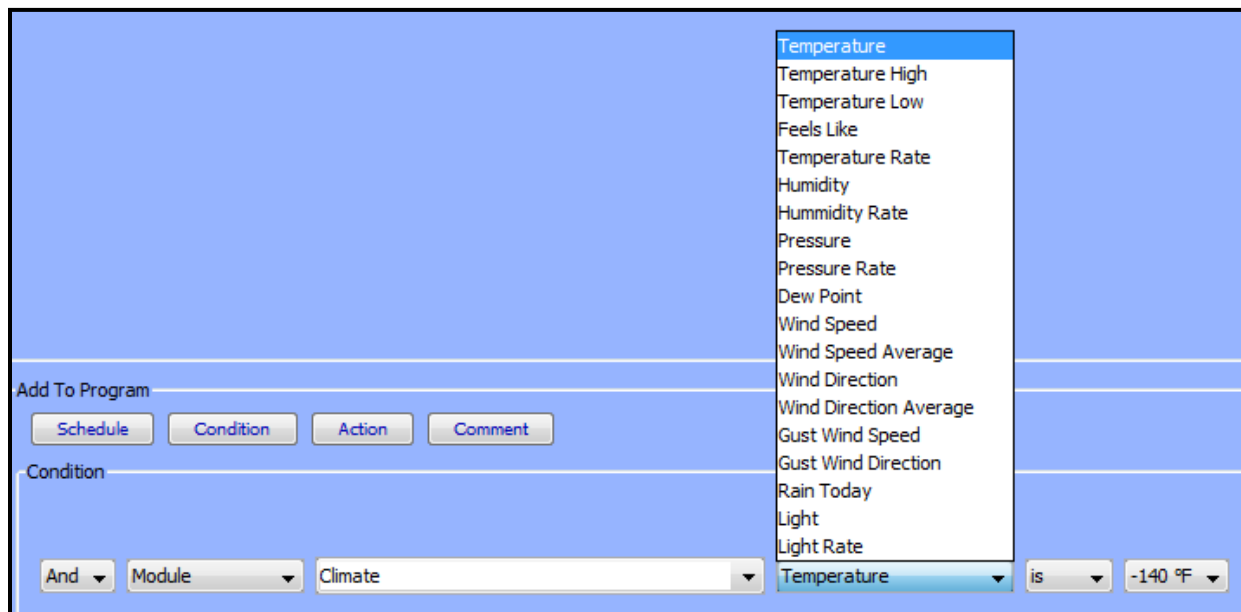 Temperature
Temperature High
Temperature Low
Feels Like
Temperature Rate
Humidity
Hummidity Rate
Pressure
Pressure Rate
Dew Point
Wind Speed
Wind Speed Average
Wind Direction
Wind Direction Average
Gust Wind Speed
Gust Wind Direction
Rain Today
Light
Light Rate
Add To Program
Schedule Condition Action Comment
Condition
And Module Climate Temperature is -140 °F